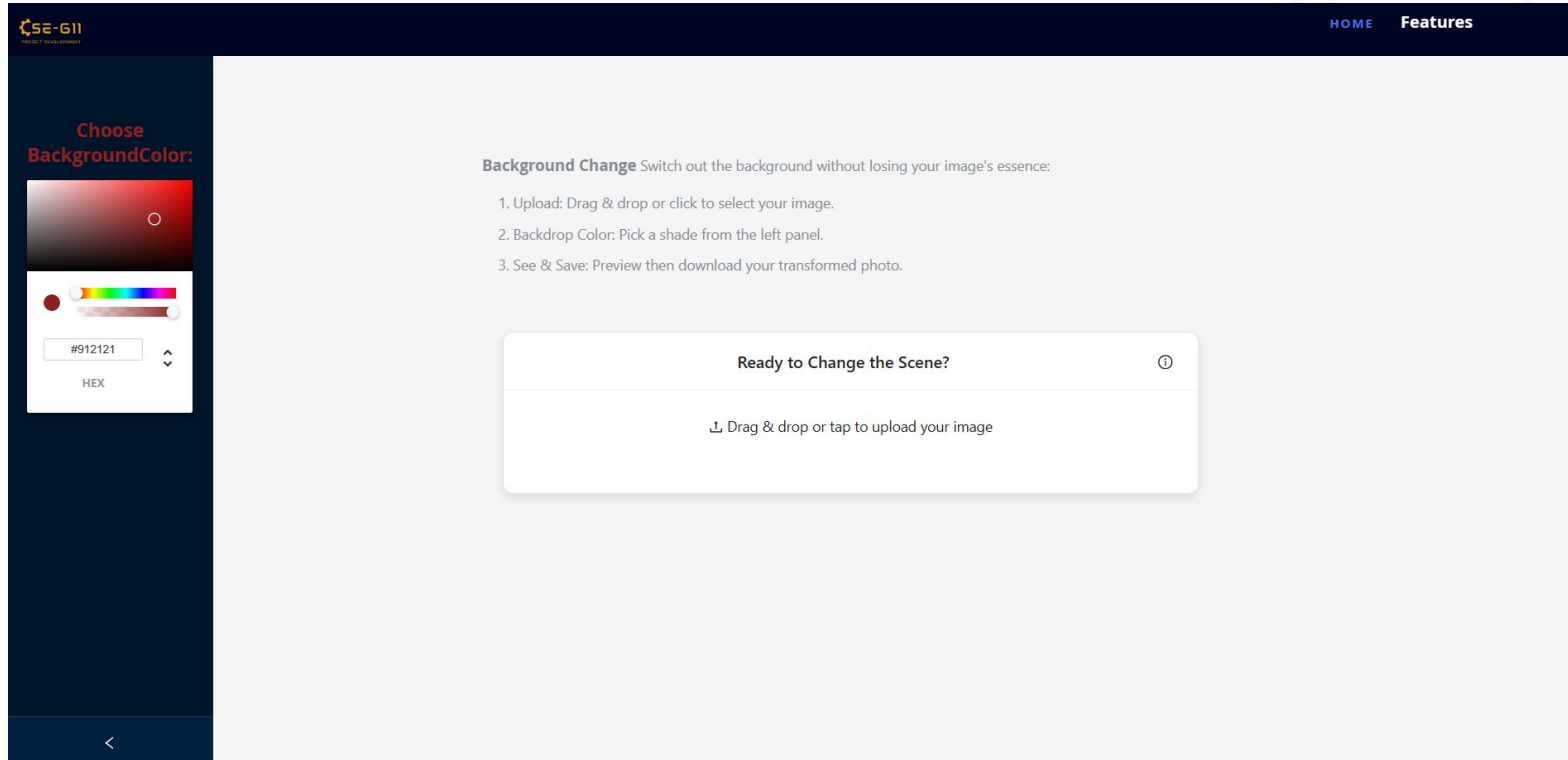 CSE-G11
PROJECT DEVELOPEMENT
HOME
Features
Choose
BackgroundColor:
#912121
HEX
Background Change Switch out the background without losing your image's essence:
1. Upload: Drag & drop or click to select your image.
2. Backdrop Color: Pick a shade from the left panel.
3. See & Save: Preview then download your transformed photo.
Ready to Change the Scene?
Drag & drop or tap to upload your image